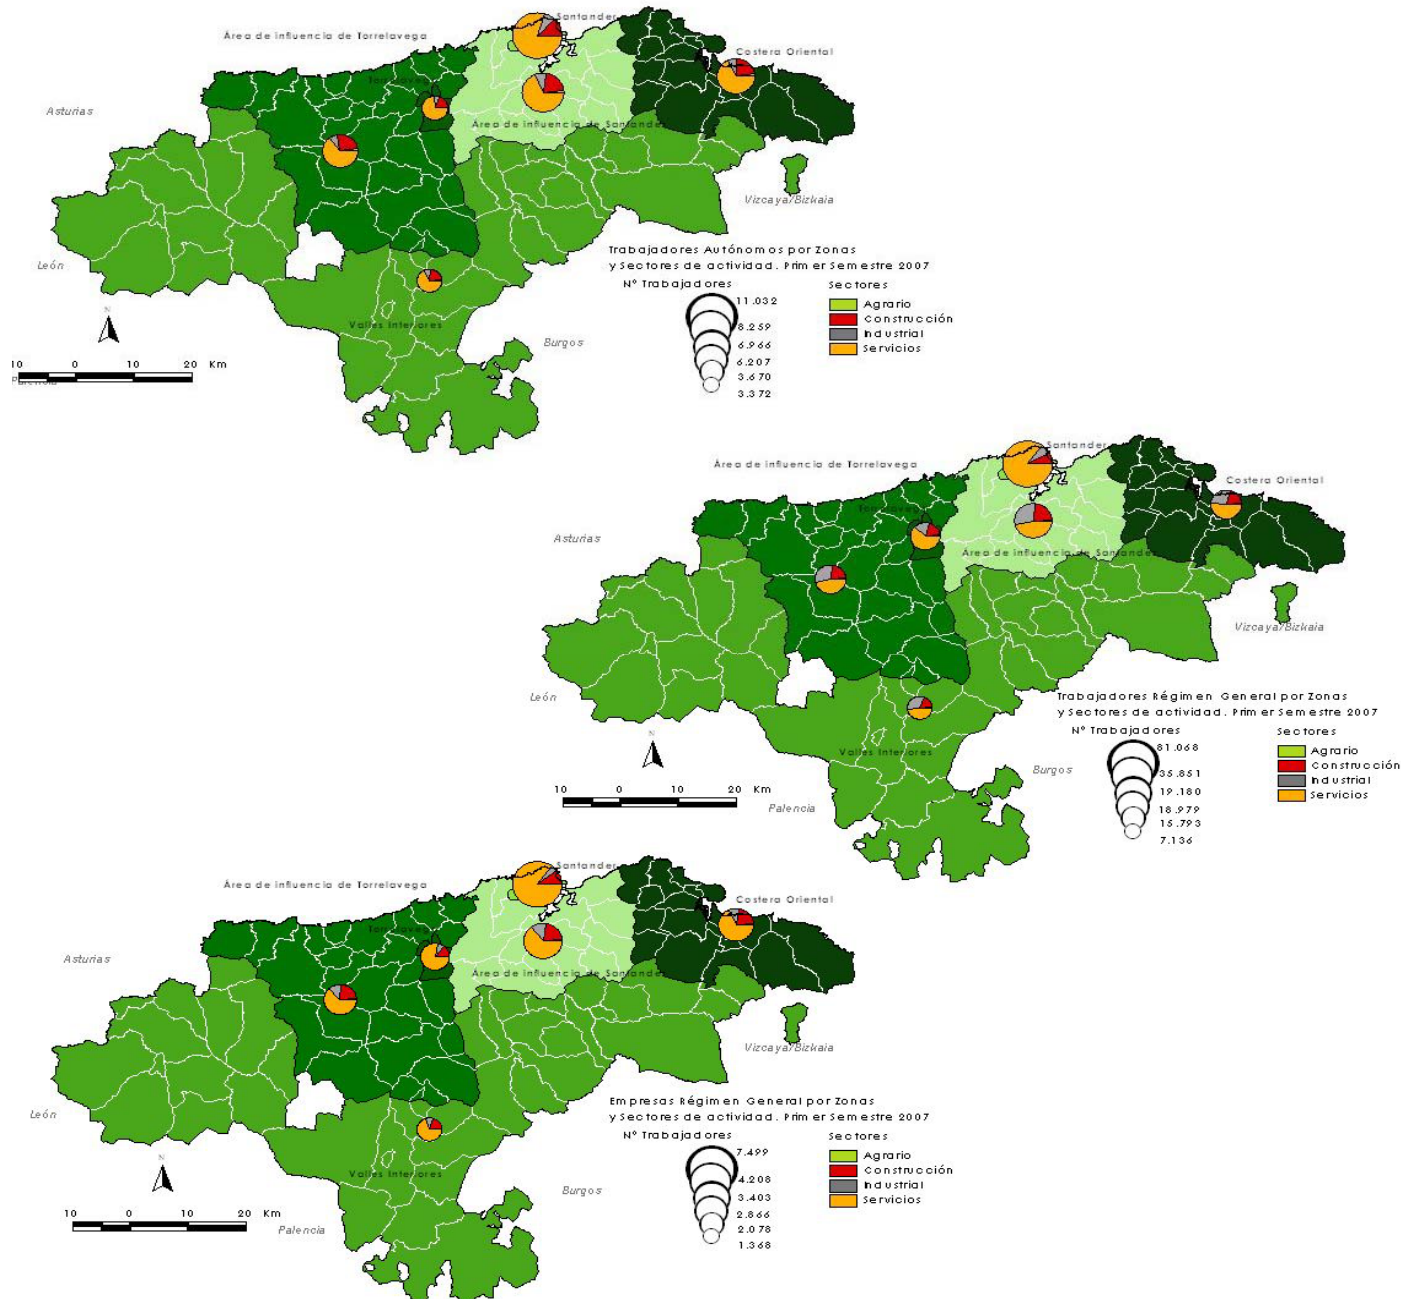 Santander
Área de influencia de Torrelavega
Costera Oriental
Torrelavega
Asturias
Área de influencia de Santander
Vizcaya/Bizkaia
León
Trabajadores Autónomos por Zonas
y Sectores de actividad. Primer Semestre 2007
Nº Trabajadores
Sectores
11.032
8.259
6.966
6.207
3.670
3.372
Agrario
Construcción
Industrial
Servicios
N
Valles Interiores
Burgos
10 0 10 20 Km
Palencia
Santander
Área de influencia de Torrelavega
Costera Oriental
Torrelavega
Asturias
Área de influencia de Santander
Vizcaya/Bizkaia
León
Trabajadores Régimen General por Zonas
y Sectores de actividad. Primer Semestre 2007
Nº Trabajadores
Sectores
81.068
35.851
19.180
18.979
15.793
7.136
Agrario
Construcción
Industrial
Servicios
N
Valles Interiores
Burgos
10 0 10 20 Km
Palencia
Santander
Área de influencia de Torrelavega
Costera Oriental
Torrelavega
Asturias
Área de influencia de Santander
Vizcaya/Bizkaia
León
Empresas Régimen General por Zonas
y Sectores de actividad. Primer Semestre 2007
Nº Trabajadores
Sectores
7.499
4.208
3.403
2.866
2.078
1.368
Agrario
Construcción
Industrial
Servicios
N
Valles Interiores
Burgos
10 0 10 20 Km
Palencia